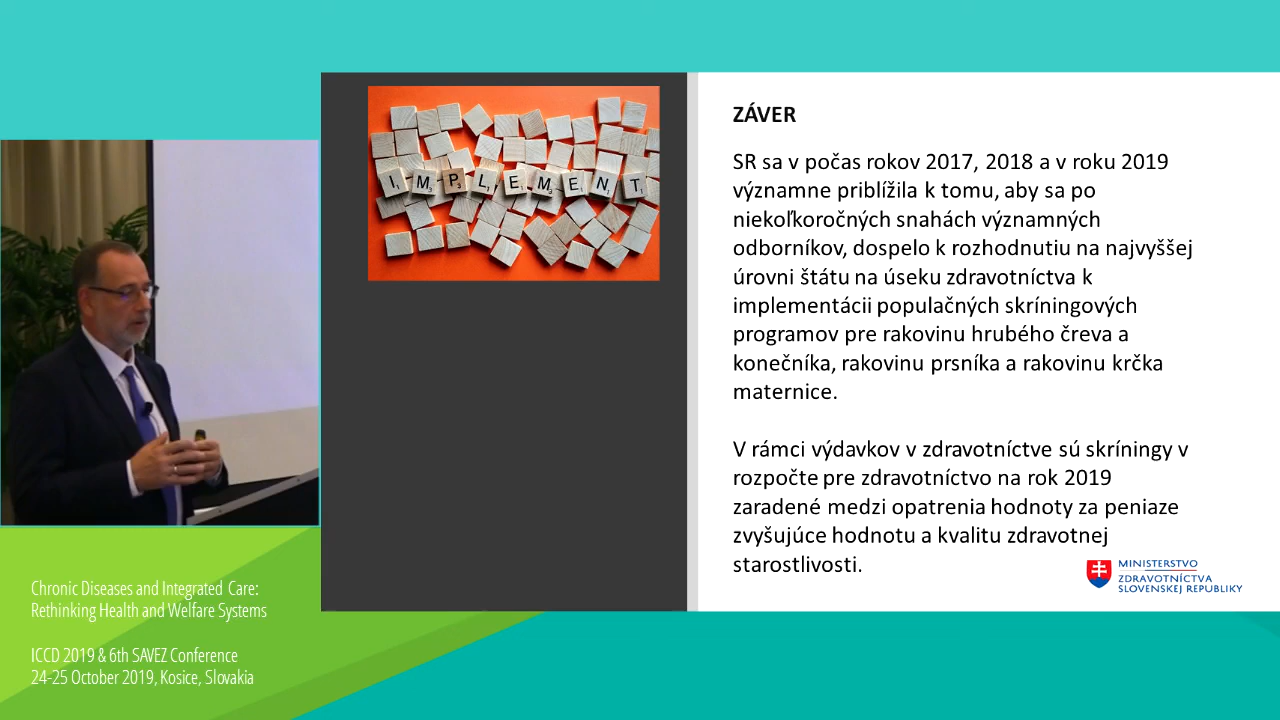 I M P L E M E N T
ZÁVER
SR sa v počas rokov 2017, 2018 a v roku 2019
významne priblížila k tomu, aby sa po
niekoľkoročných snahách významných
odborníkov, dospelo k rozhodnutiu na najvyššej
úrovni štátu na úseku zdravotníctva k
implementácii populačných skríningových
programov pre rakovinu hrubého čreva a
konečníka, rakovinu prsníka a rakovinu krčka
maternice.
V rámci výdavkov v zdravotníctve sú skríningy v
rozpočte pre zdravotníctvo na rok 2019
zaradené medzi opatrenia hodnoty za peniaze
zvyšujúce hodnotu a kvalitu zdravotnej
starostlivosti.
MINISTERSTVO
ZDRAVOTNÍCTVA
SLOVENSKEJ REPUBLIKY
Chronic Diseases and Integrated Care:
Rethinking Health and Welfare Systems
ICCD 2019 & 6th SAVEZ Conference
24-25 October 2019, Kosice, Slovakia